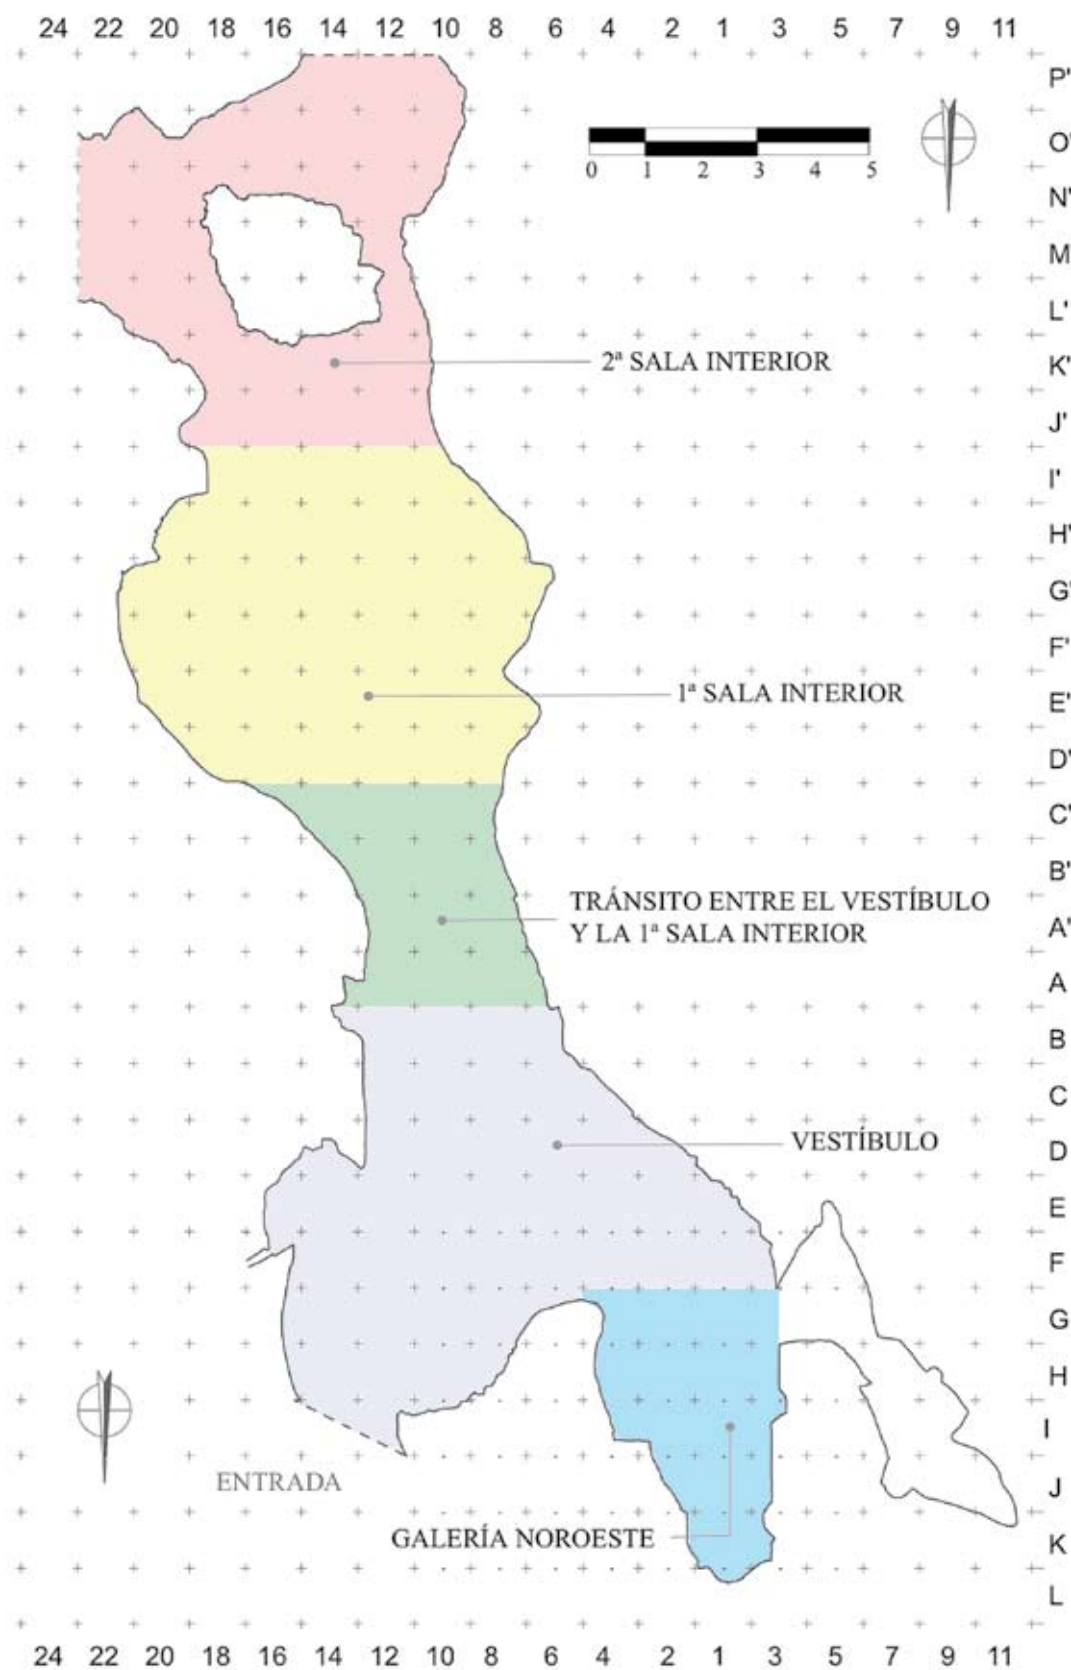 24 22 20 18 16 14 12 10 8 6 4 2 1 3 5 7 9 11
P'
O'
0 1 2 3 4 5
N'
M'
L'
2ª SALA INTERIOR
K'
J'
I'
H'
G'
F'
1ª SALA INTERIOR
E'
D'
C'
B'
TRÁNSITO ENTRE EL VESTÍBULO
Y LA 1ª SALA INTERIOR
A'
A
B
C
VESTÍBULO
D
E
F
G
H
I
ENTRADA
J
GALERÍA NOROESTE
K
L
24 22 20 18 16 14 12 10 8 6 4 2 1 3 5 7 9 11